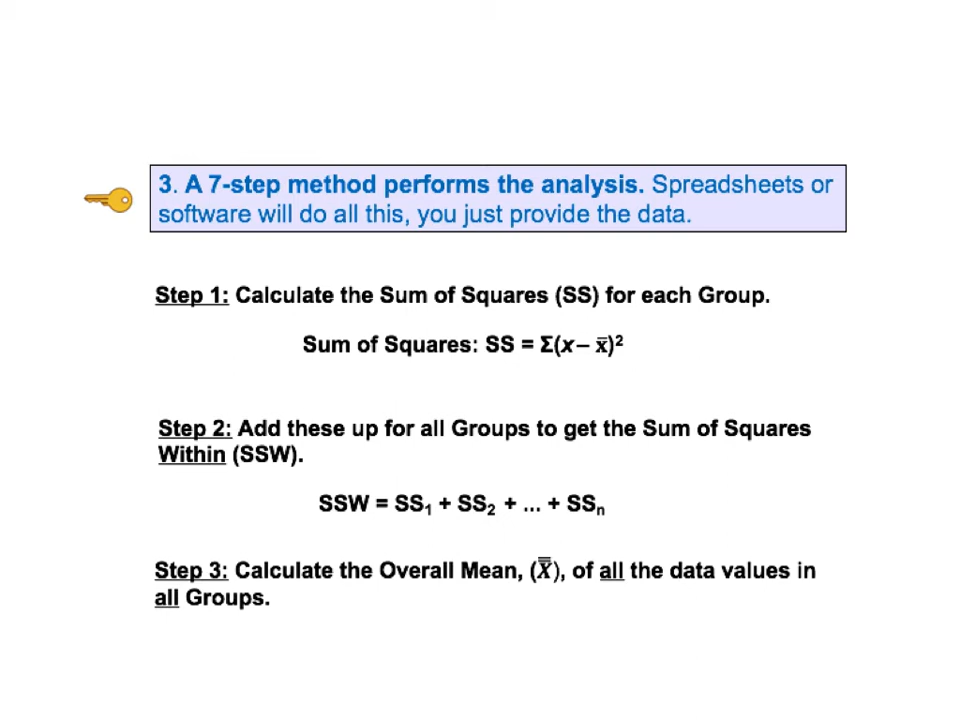 3. A 7-step method performs the analysis. Spreadsheets or
software will do all this, you just provide the data.
Step 1: Calculate the Sum of Squares (SS) for each Group.
Sum of Squares: SS = Σ(x – x̄)²
Step 2: Add these up for all Groups to get the Sum of Squares
Within (SSW).
SSW = SS₁ + SS₂ + ... + SSₙ
Step 3: Calculate the Overall Mean, (X̿), of all the data values in
all Groups.